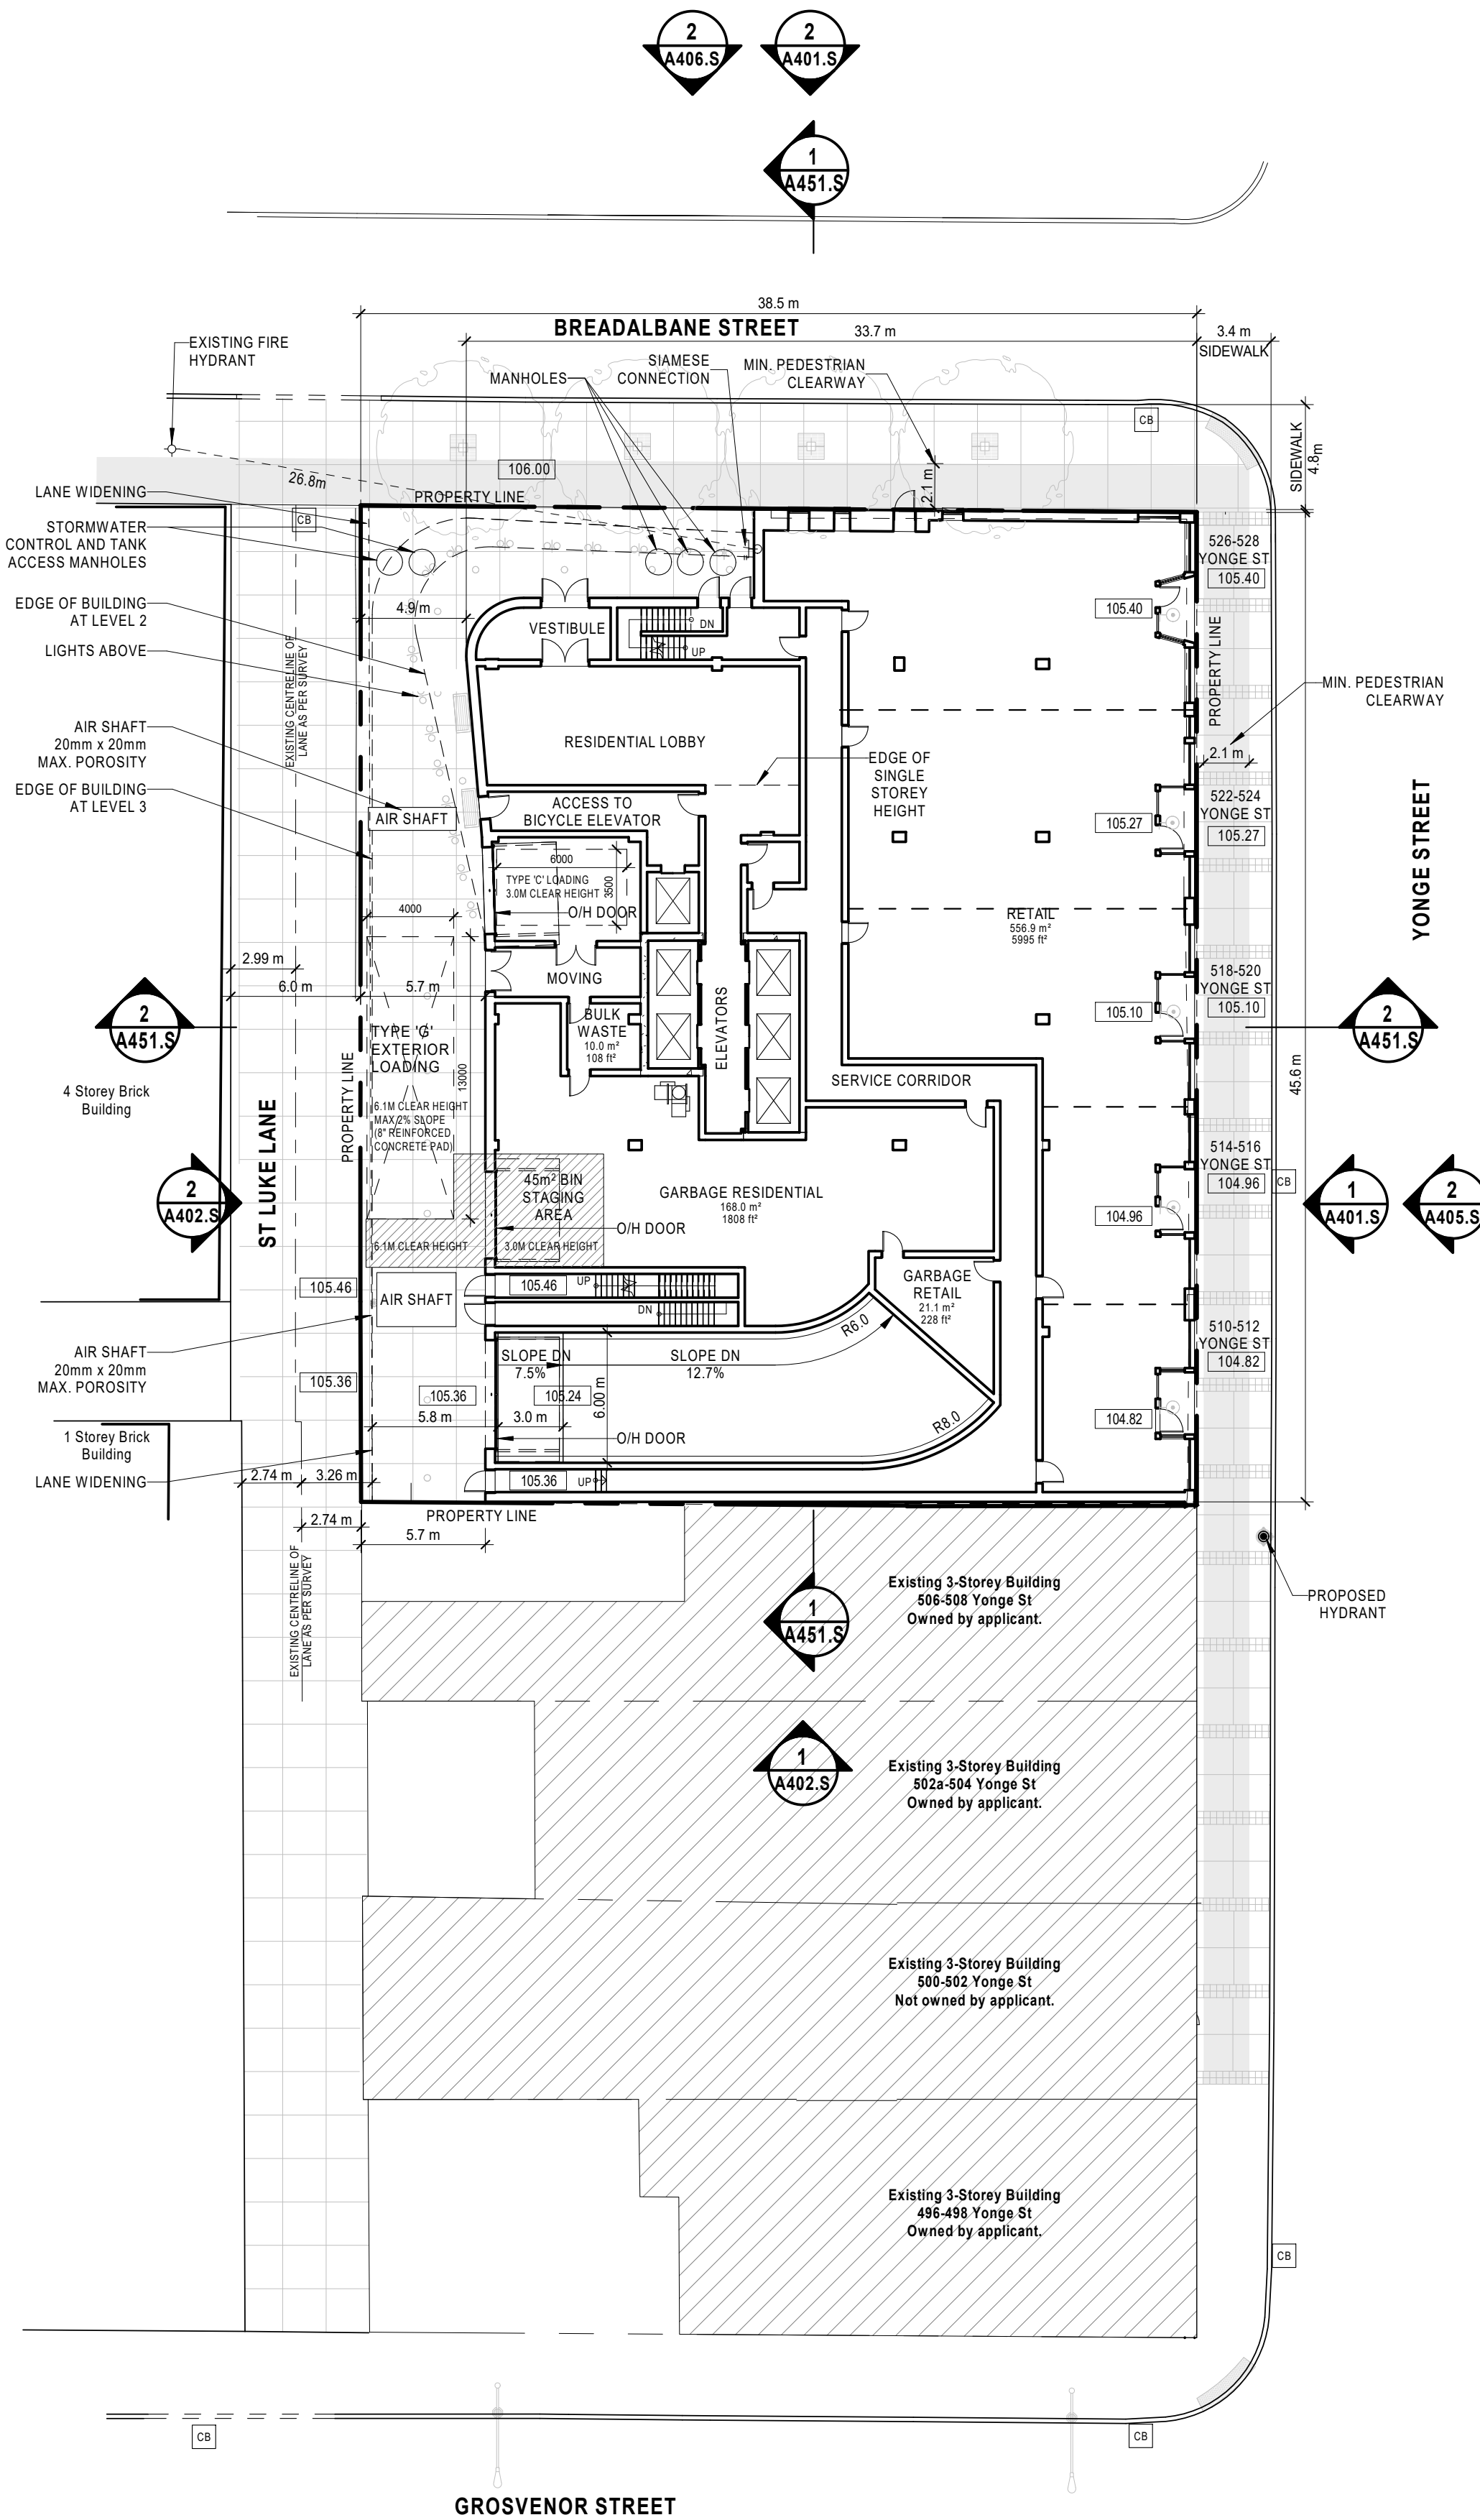 2
A406.S
2
A401.S
1
A451.S
38.5 m
BREADALBANE STREET
33.7 m
3.4 m
SIDEWALK
EXISTING FIRE
HYDRANT
MANHOLES
SIAMESE
CONNECTION
MIN. PEDESTRIAN
CLEARWAY
CB
SIDEWALK
4.8m
26.8m
106.00
2.1 m
LANE WIDENING
PROPERTY LINE
CB
STORMWATER
CONTROL AND TANK
ACCESS MANHOLES
526-528
YONGE ST
105.40
105.40
EDGE OF BUILDING
AT LEVEL 2
4.9 m
VESTIBULE
DN
UP
LIGHTS ABOVE
EXISTING CENTRELINE OF
LANE AS PER SURVEY
PROPERTY LINE
MIN. PEDESTRIAN
CLEARWAY
AIR SHAFT
20mm x 20mm
MAX. POROSITY
RESIDENTIAL LOBBY
2.1 m
EDGE OF
SINGLE
STOREY
HEIGHT
EDGE OF BUILDING
AT LEVEL 3
AIR SHAFT
ACCESS TO
BICYCLE ELEVATOR
522-524
YONGE ST
105.27
105.27
YONGE STREET
6000
TYPE 'C' LOADING
3.0M CLEAR HEIGHT
3500
O/H DOOR
4000
RETAIL
556.9 m²
5995 ft²
2.99 m
6.0 m
5.7 m
MOVING
518-520
YONGE ST
105.10
105.10
2
A451.S
BULK
WASTE
10.0 m²
108 ft²
ELEVATORS
2
A451.S
TYPE 'G'
EXTERIOR
LOADING
13000
SERVICE CORRIDOR
45.6 m
4 Storey Brick
Building
PROPERTY LINE
6.1M CLEAR HEIGHT
MAX 2% SLOPE
(8" REINFORCED
CONCRETE PAD)
ST LUKE LANE
514-516
YONGE ST
104.96
CB
2
A402.S
45m² BIN
STAGING
AREA
GARBAGE RESIDENTIAL
168.0 m²
1808 ft²
104.96
1
A401.S
2
A405.S
O/H DOOR
6.1M CLEAR HEIGHT
3.0M CLEAR HEIGHT
105.46
AIR SHAFT
105.46
UP
DN
GARBAGE
RETAIL
21.1 m²
228 ft²
R6.0
510-512
YONGE ST
104.82
AIR SHAFT
20mm x 20mm
MAX. POROSITY
SLOPE DN
7.5%
SLOPE DN
12.7%
105.36
105.36
105.24
6.00 m
5.8 m
3.0 m
104.82
R8.0
1 Storey Brick
Building
O/H DOOR
LANE WIDENING
2.74 m
3.26 m
105.36
UP
2.74 m
PROPERTY LINE
5.7 m
EXISTING CENTRELINE OF
LANE AS PER SURVEY
Existing 3-Storey Building
506-508 Yonge St
Owned by applicant.
PROPOSED
HYDRANT
1
A451.S
1
A402.S
Existing 3-Storey Building
502a-504 Yonge St
Owned by applicant.
Existing 3-Storey Building
500-502 Yonge St
Not owned by applicant.
Existing 3-Storey Building
496-498 Yonge St
Owned by applicant.
CB
CB
CB
GROSVENOR STREET